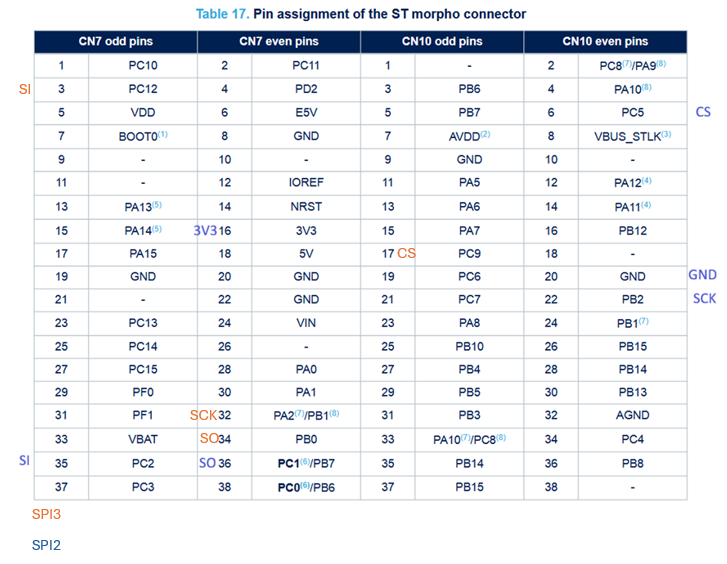 Table 17. Pin assignment of the ST morpho connector
CN7 odd pins CN7 even pins CN10 odd pins CN10 even pins
1 PC10 2 PC11 1 - 2 PC8(7)/PA9(8)
SI 3 PC12 4 PD2 3 PB6 4 PA10(8)
5 VDD 6 E5V 5 PB7 6 PC5 CS
7 BOOT0(1) 8 GND 7 AVDD(2) 8 VBUS_STLK(3)
9 - 10 - 9 GND 10 -
11 - 12 IOREF 11 PA5 12 PA12(4)
13 PA13(5) 14 NRST 13 PA6 14 PA11(4)
15 PA14(5) 3V3 16 3V3 15 PA7 16 PB12
17 PA15 18 5V 17 CS PC9 18 -
19 GND 20 GND 19 PC6 20 GND GND
21 - 22 GND 21 PC7 22 PB2 SCK
23 PC13 24 VIN 23 PA8 24 PB1(7)
25 PC14 26 - 25 PB10 26 PB15
27 PC15 28 PA0 27 PB4 28 PB14
29 PF0 30 PA1 29 PB5 30 PB13
31 PF1 SCK 32 PA2(7)/PB1(8) 31 PB3 32 AGND
33 VBAT SO 34 PB0 33 PA10(7)/PC8(8) 34 PC4
SI 35 PC2 SO 36 PC1(6)/PB7 35 PB14 36 PB8
37 PC3 38 PC0(6)/PB6 37 PB15 38 -
SPI3
SPI2